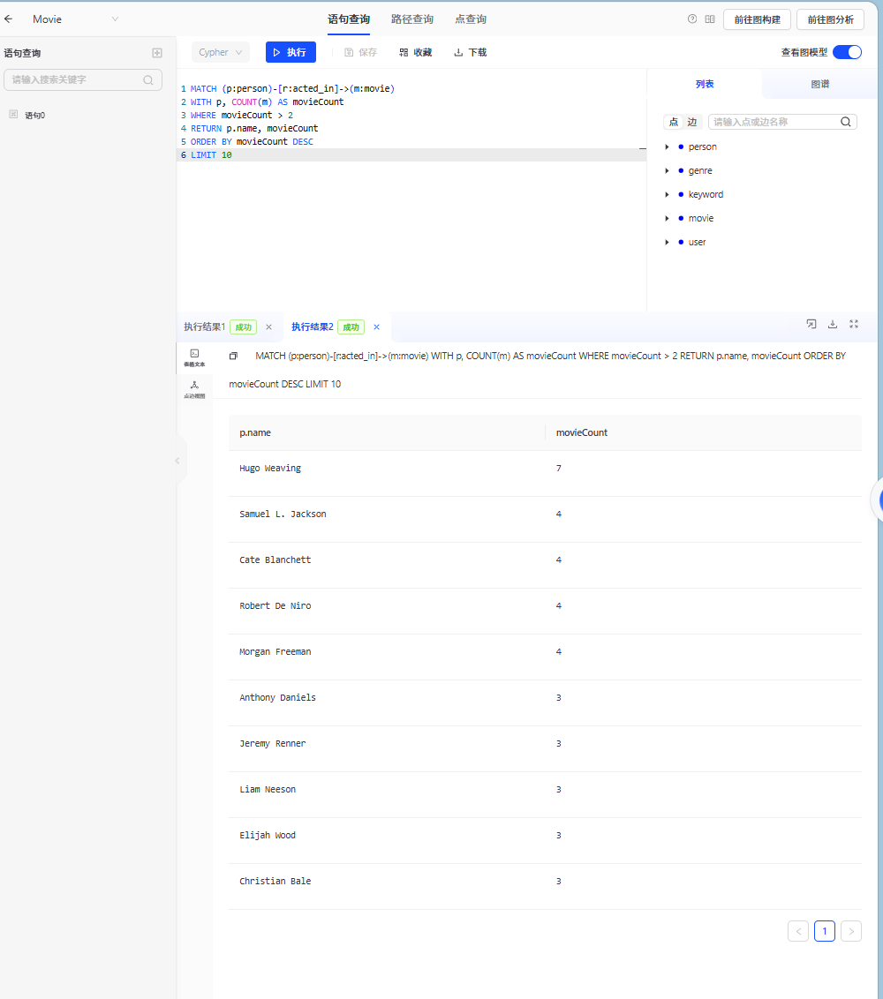 Movie
语句查询 路径查询 点查询
前往图构建 前往图分析
语句查询
请输入搜索关键字
语句0
Cypher 执行 保存 收藏 下载 查看图模型
1 MATCH (p:person)-[r:acted_in]->(m:movie)
2 WITH p, COUNT(m) AS movieCount
3 WHERE movieCount > 2
4 RETURN p.name, movieCount
5 ORDER BY movieCount DESC
6 LIMIT 10
列表 图谱
点 边 请输入点或边名称
person
genre
keyword
movie
user
执行结果1 成功 执行结果2 成功
表格文本
点边视图
MATCH (p:person)-[r:acted_in]->(m:movie) WITH p, COUNT(m) AS movieCount WHERE movieCount > 2 RETURN p.name, movieCount ORDER BY
movieCount DESC LIMIT 10
p.name movieCount
Hugo Weaving 7
Samuel L. Jackson 4
Cate Blanchett 4
Robert De Niro 4
Morgan Freeman 4
Anthony Daniels 3
Jeremy Renner 3
Liam Neeson 3
Elijah Wood 3
Christian Bale 3
1